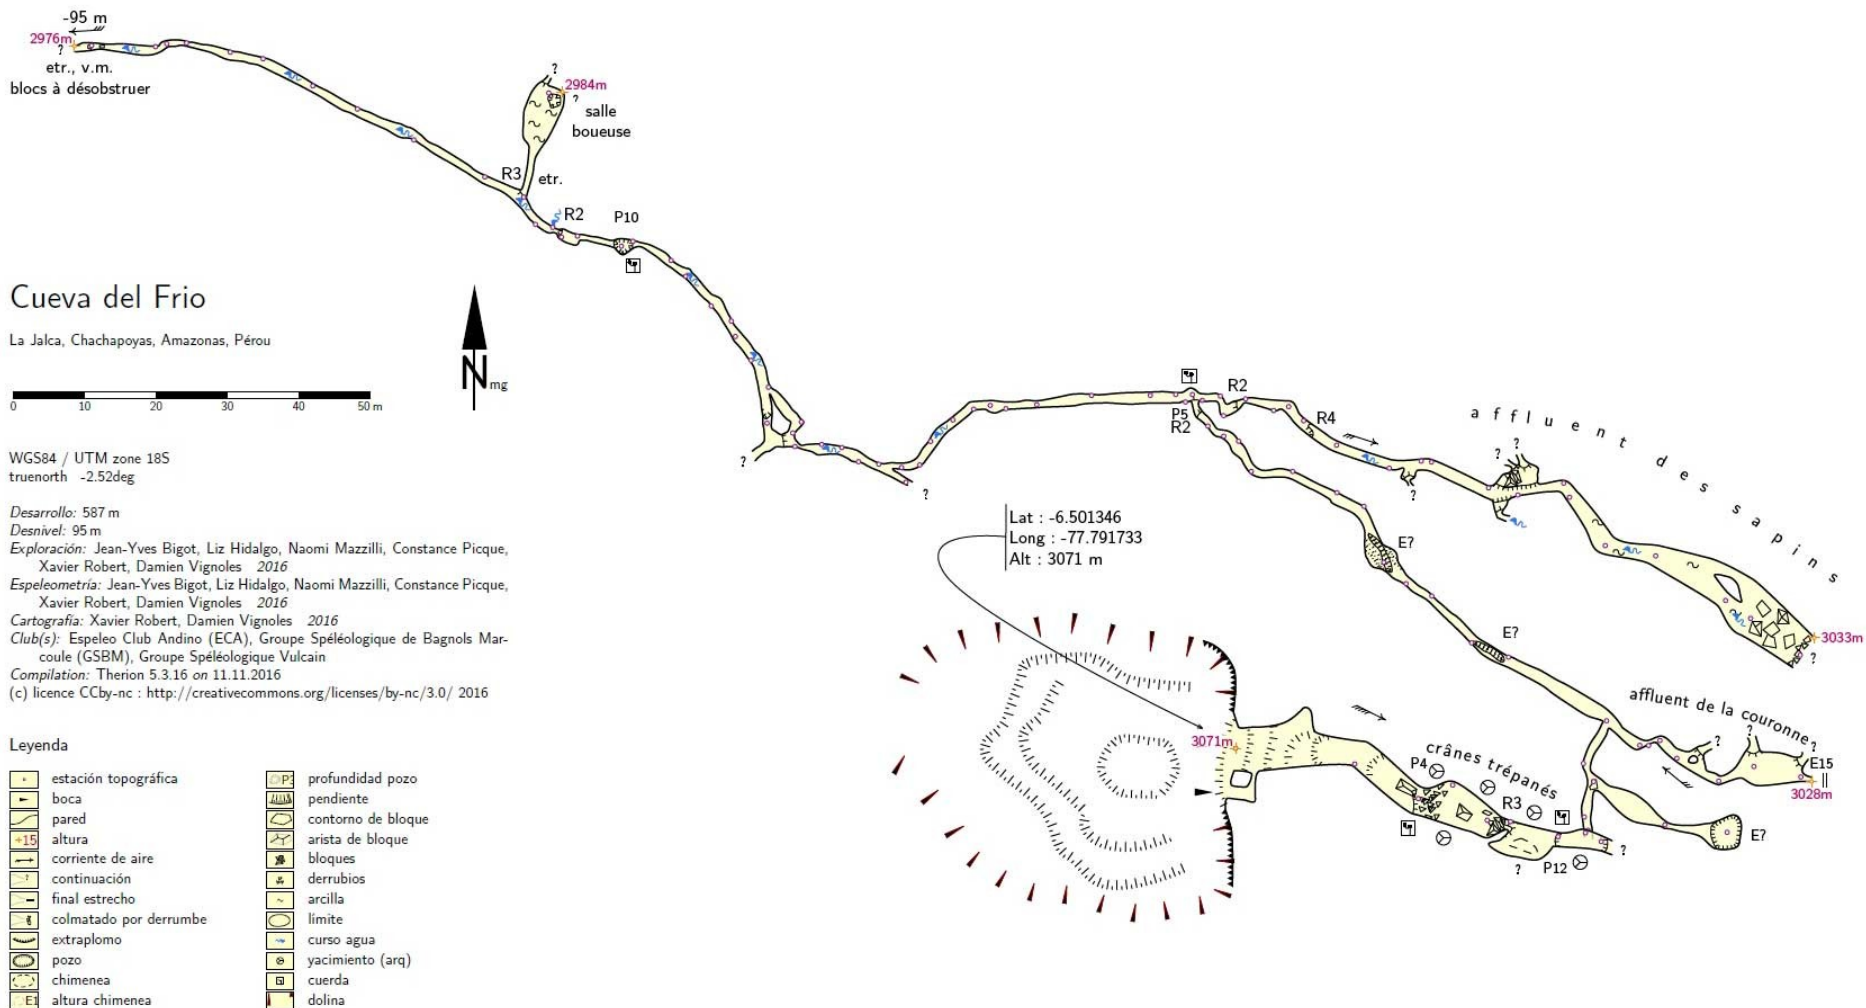 -95 m
2976m
?
etr., v.m.
blocs à désobstruer
?
2984m
?
salle
boueuse
R3
etr.
R2
P10
Cueva del Frio
La Jalca, Chachapoyas, Amazonas, Pérou
N mg
0 10 20 30 40 50 m
WGS84 / UTM zone 18S
truenorth -2.52deg
Desarrollo: 587 m
Desnivel: 95 m
Exploración: Jean-Yves Bigot, Liz Hidalgo, Naomi Mazzilli, Constance Picque,
Xavier Robert, Damien Vignoles 2016
Espeleometría: Jean-Yves Bigot, Liz Hidalgo, Naomi Mazzilli, Constance Picque,
Xavier Robert, Damien Vignoles 2016
Cartografía: Xavier Robert, Damien Vignoles 2016
Club(s): Espeleo Club Andino (ECA), Groupe Spéléologique de Bagnols Mar-
coule (GSBM), Groupe Spéléologique Vulcain
Compilation: Therion 5.3.16 on 11.11.2016
(c) licence CCby-nc : http://creativecommons.org/licenses/by-nc/3.0/ 2016
?
?
P5
R2
R2
R4
?
?
?
affluent des sapins
3033m
?
Lat : -6.501346
Long : -77.791733
Alt : 3071 m
E?
E?
affluent de la couronne
?
?
?
E15
3028m
3071m
crânes trépanés
P4
R3
P12
?
?
E?
Leyenda
estación topográfica
boca
pared
+15 altura
corriente de aire
? continuación
final estrecho
colmatado por derrumbe
extraplomo
pozo
chimenea
E1 altura chimenea
P3 profundidad pozo
pendiente
contorno de bloque
arista de bloque
bloques
derrubios
arcilla
límite
curso agua
yacimiento (arq)
cuerda
dolina